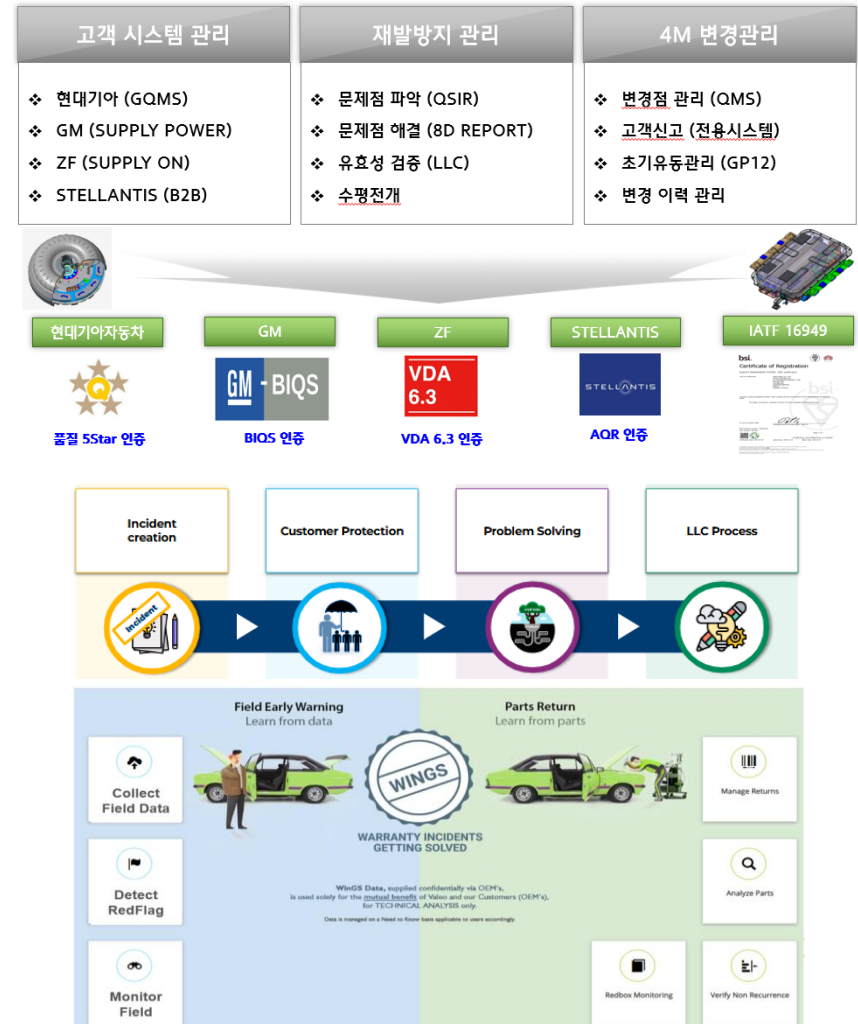 고객 시스템 관리
❖ 현대기아 (GQMS)
❖ GM (SUPPLY POWER)
❖ ZF (SUPPLY ON)
❖ STELLANTIS (B2B)
재발방지 관리
❖ 문제점 파악 (QSIR)
❖ 문제점 해결 (8D REPORT)
❖ 유효성 검증 (LLC)
❖ 수평전개
4M 변경관리
❖ 변경점 관리 (QMS)
❖ 고객신고 (전용시스템)
❖ 초기유동관리 (GP12)
❖ 변경 이력 관리
현대기아자동차
Q
품질 5Star 인증
GM
GM - BIQS
BIQS 인증
ZF
VDA
6.3
VDA 6.3 인증
STELLANTIS
STELLANTIS
AQR 인증
IATF 16949
bsi.
Certificate of Registration
bsi.
Incident
creation
Customer Protection
Problem Solving
LLC Process
Incident
Field Early Warning
Learn from data
Parts Return
Learn from parts
WINGS
WARRANTY INCIDENTS
GETTING SOLVED
WinGS Data, supplied confidentially via OEM's,
is used solely for the mutual benefit of Valeo and our Customers (OEM's),
for TECHNICAL ANALYSIS only.
Data is managed on a Need to Know basis applicable to users accordingly.
Collect
Field Data
Detect
RedFlag
Monitor
Field
Manage Returns
Analyze Parts
Redbox Monitoring
Verify Non Recurrence